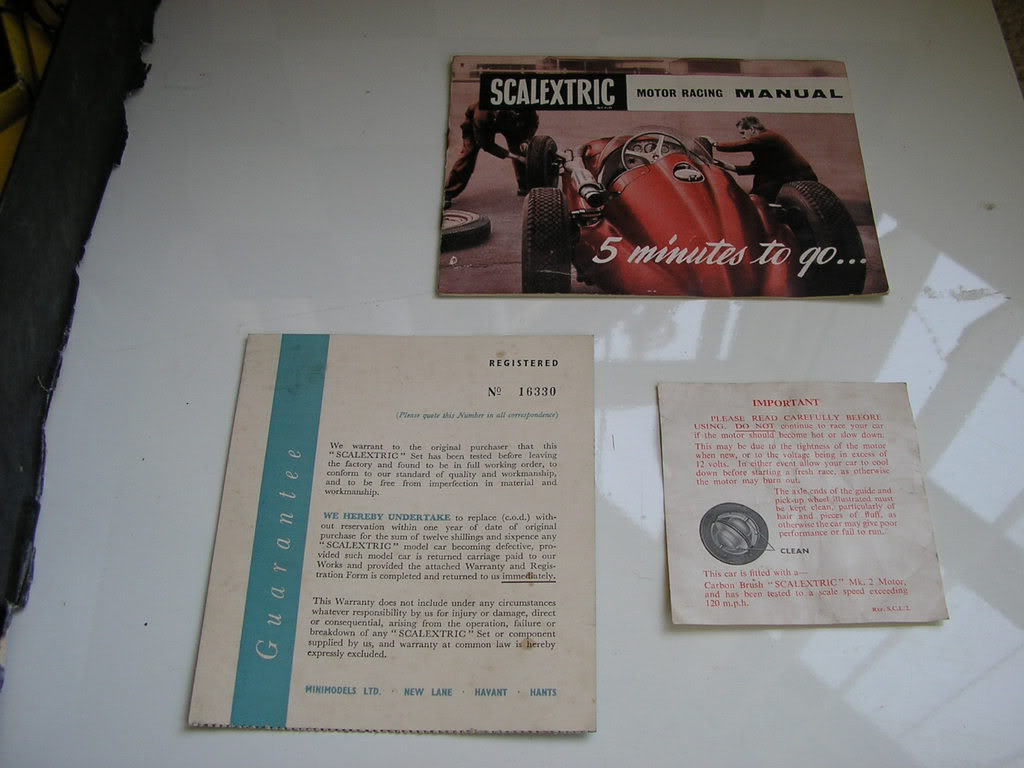 SCALEXTRIC MOTOR RACING MANUAL
5 minutes to go...
Guarantee
REGISTERED
No 16330
(Please quote this Number in all correspondence)
We warrant to the original purchaser that this
"SCALEXTRIC" Set has been tested before leaving
the factory and found to be in full working order, to
conform to our standard of quality and workmanship,
and to be free from imperfection in material and
workmanship.
WE HEREBY UNDERTAKE to replace (c.o.d.) with-
out reservation within one year of date of original
purchase for the sum of twelve shillings and sixpence any
"SCALEXTRIC" model car becoming defective, pro-
vided such model car is returned carriage paid to our
Works and provided the attached Warranty and Regis-
tration Form is completed and returned to us immediately.
This Warranty does not include under any circumstances
whatever responsibility by us for injury or damage, direct
or consequential, arising from the operation, failure or
breakdown of any "SCALEXTRIC" Set or component
supplied by us, and warranty at common law is hereby
expressly excluded.
MINIMODELS LTD. · NEW LANE · HAVANT · HANTS
IMPORTANT
PLEASE READ CAREFULLY BEFORE
USING. DO NOT continue to race your car
if the motor should become hot or slow down.
This may be due to the tightness of the motor
when new, or to the voltage being in excess of
12 volts. In either event allow your car to cool
down before starting a fresh race, as otherwise
the motor may burn out.
The axle ends of the guide and
pick-up wheel illustrated must
be kept clean, particularly of
hair and pieces of fluff, as
otherwise the car may give poor
performance or fail to run.
CLEAN
This car is fitted with a—
Carbon Brush "SCALEXTRIC" Mk. 2 Motor,
and has been tested to a scale speed exceeding
120 m.p.h.
Ref. S.C.L/2.